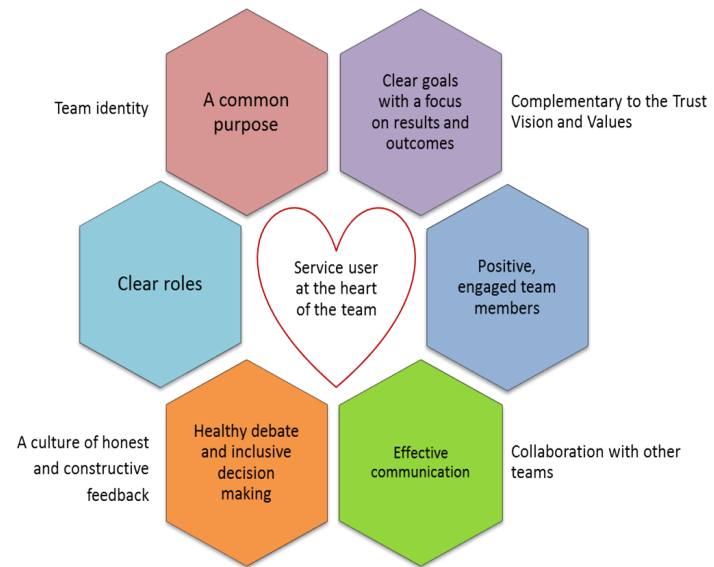 Team identity
A common
purpose
Clear goals
with a focus
on results and
outcomes
Complementary to the Trust
Vision and Values
Clear roles
Service user
at the heart
of the team
Positive,
engaged team
members
A culture of honest
and constructive
feedback
Healthy debate
and inclusive
decision
making
Effective
communication
Collaboration with other
teams